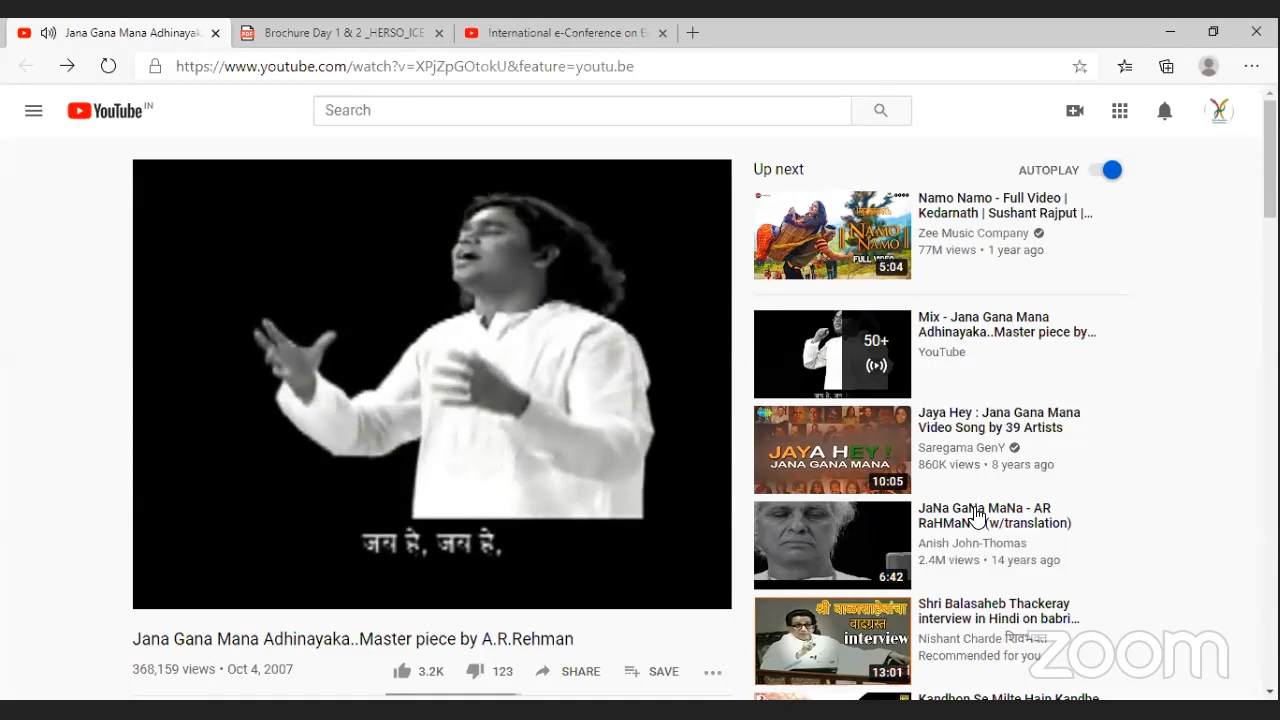 Jana Gana Mana Adhinayak
Brochure Day 1 & 2 _HERSO_ICE
International e-Conference on E
https://www.youtube.com/watch?v=XPjZpGOtokU&feature=youtu.be
YouTube IN
Search
Up next
AUTOPLAY
Namo Namo - Full Video |
Kedarnath | Sushant Rajput |...
Zee Music Company
77M views • 1 year ago
NAMO
NAMO
FULL VIDEO
5:04
Mix - Jana Gana Mana
Adhinayaka..Master piece by...
YouTube
50+
Jaya Hey : Jana Gana Mana
Video Song by 39 Artists
Saregama GenY
860K views • 8 years ago
JAYA HEY !
JANA GANA MANA
10:05
JaNa GaNa MaNa - AR
RaHMaN (w/translation)
Anish John-Thomas
2.4M views • 14 years ago
6:42
Shri Balasaheb Thackeray
interview in Hindi on babri...
Nishant Charde शिवभक्त
Recommended for you
श्री बाळासाहेबांचा
वादग्रस्त
interview
13:01
Kandhon Se Milte Hain Kandhe
जय हे, जय हे,
Jana Gana Mana Adhinayaka..Master piece by A.R.Rehman
368,159 views • Oct 4, 2007
3.2K
123
SHARE
SAVE
zoom